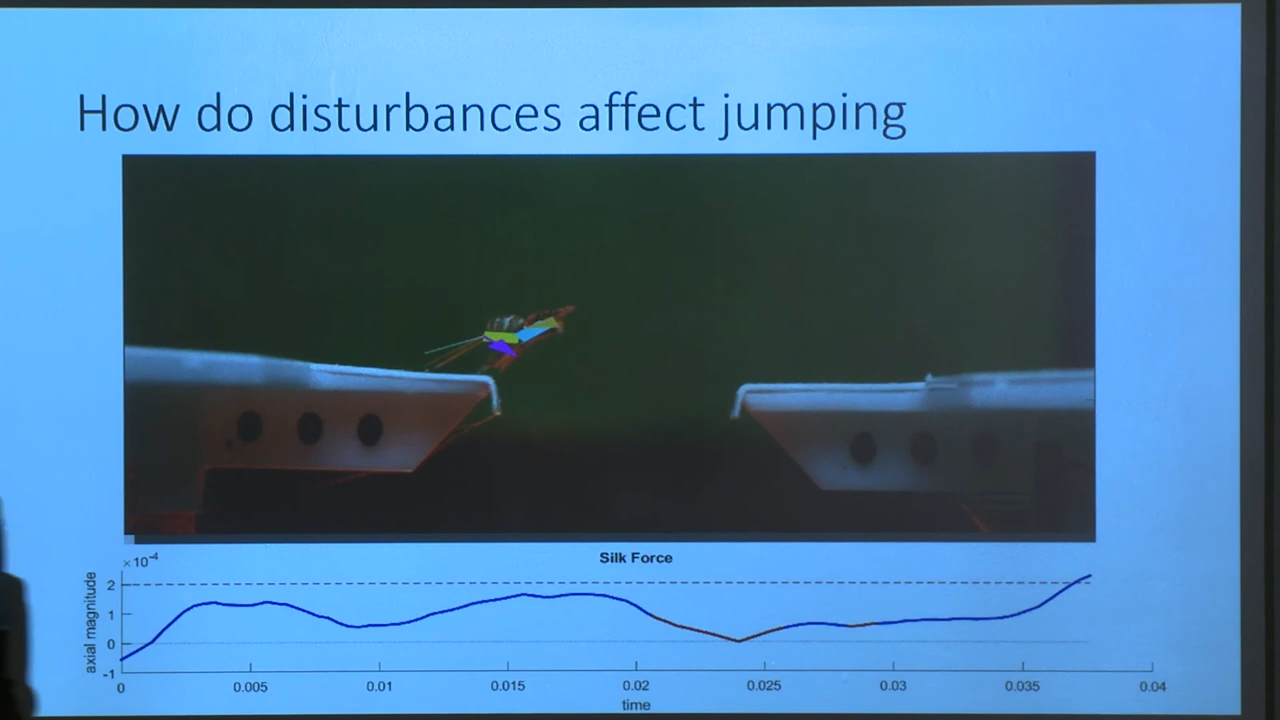 How do disturbances affect jumping
× 10⁻⁴
Silk Force
axial magnitude
2
1
0
-1
0 0.005 0.01 0.015 0.02 0.025 0.03 0.035 0.04
time